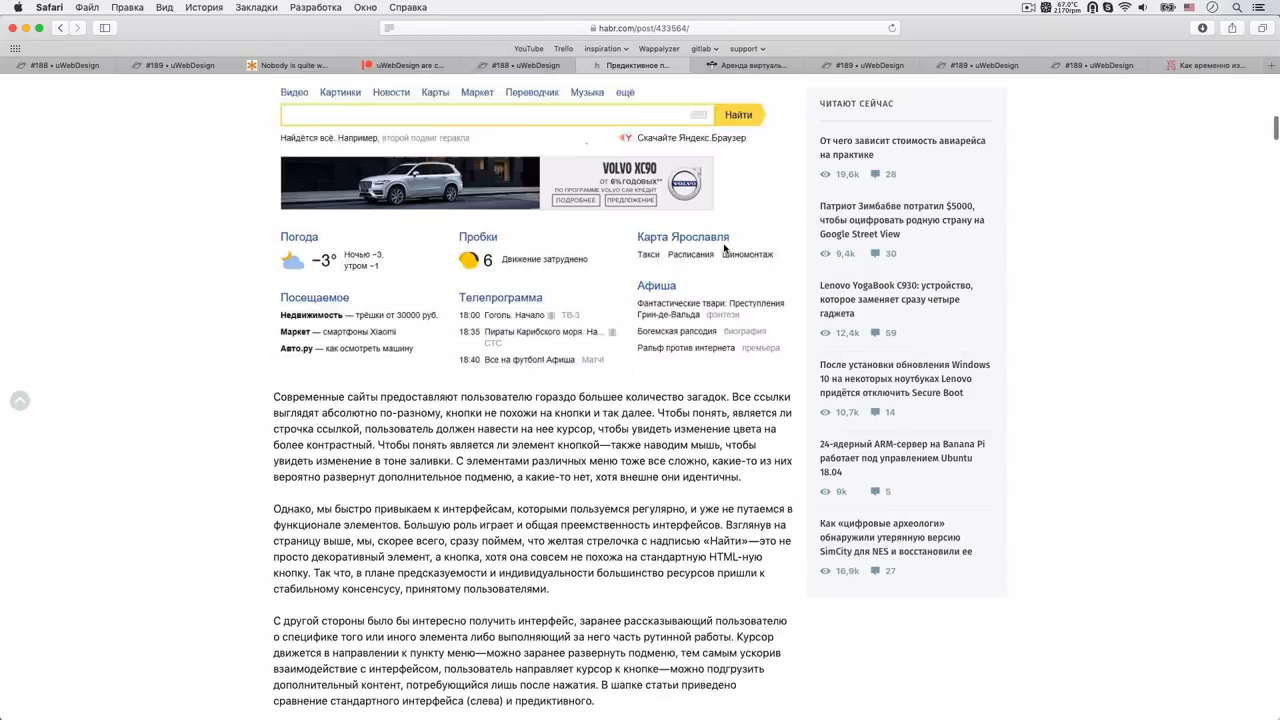 Safari Файл Правка Вид История Закладки Разработка Окно Справка
67.0°C
2170rpm
habr.com/post/433564/
YouTube Trello inspiration Wappalyzer gitlab support
#188 • uWebDesign #189 • uWebDesign Nobody is quite w... uWebDesign are c... #188 • uWebDesign Предиктивное п... Аренда виртуаль... #189 • uWebDesign #189 • uWebDesign #189 • uWebDesign Как временно из...
Видео Картинки Новости Карты Маркет Переводчик Музыка ещё
Найти
Найдётся всё. Например, второй подвиг геракла
Скачайте Яндекс.Браузер
VOLVO XC90
ОТ 6% ГОДОВЫХ**
ПО ПРОГРАММЕ VOLVO CAR КРЕДИТ
ПОДРОБНЕЕ ПРЕДЛОЖЕНИЕ
VOLVO
Погода
−3° Ночью −3,
утром −1
Пробки
6 Движение затруднено
Карта Ярославля
Такси Расписания Шиномонтаж
Посещаемое
Недвижимость — трёшки от 30000 руб.
Маркет — смартфоны Xiaomi
Авто.ру — как осмотреть машину
Телепрограмма
18:00 Гоголь. Начало ТВ-3
18:35 Пираты Карибского моря. На...
СТС
18:40 Все на футбол! Афиша Матч!
Афиша
Фантастические твари: Преступления
Грин-де-Вальда фэнтези
Богемская рапсодия биография
Ральф против интернета премьера
Современные сайты предоставляют пользователю гораздо большее количество загадок. Все ссылки
выглядят абсолютно по-разному, кнопки не похожи на кнопки и так далее. Чтобы понять, является ли
строчка ссылкой, пользователь должен навести на нее курсор, чтобы увидеть изменение цвета на
более контрастный. Чтобы понять является ли элемент кнопкой—также наводим мышь, чтобы
увидеть изменение в тоне заливки. С элементами различных меню тоже все сложно, какие-то из них
вероятно развернут дополнительное подменю, а какие-то нет, хотя внешне они идентичны.
Однако, мы быстро привыкаем к интерфейсам, которыми пользуемся регулярно, и уже не путаемся в
функционале элементов. Большую роль играет и общая преемственность интерфейсов. Взглянув на
страницу выше, мы, скорее всего, сразу поймем, что желтая стрелочка с надписью «Найти»—это не
просто декоративный элемент, а кнопка, хотя она совсем не похожа на стандартную HTML-ную
кнопку. Так что, в плане предсказуемости и индивидуальности большинство ресурсов пришли к
стабильному консенсусу, принятому пользователями.
С другой стороны было бы интересно получить интерфейс, заранее рассказывающий пользователю
о специфике того или иного элемента либо выполняющий за него часть рутинной работы. Курсор
движется в направлении к пункту меню—можно заранее развернуть подменю, тем самым ускорив
взаимодействие с интерфейсом, пользователь направляет курсор к кнопке—можно подгрузить
дополнительный контент, потребующийся лишь после нажатия. В шапке статьи приведено
сравнение стандартного интерфейса (слева) и предиктивного.
ЧИТАЮТ СЕЙЧАС
От чего зависит стоимость авиарейса
на практике
19,6k 28
Патриот Зимбабве потратил $5000,
чтобы оцифровать родную страну на
Google Street View
9,4k 30
Lenovo YogaBook C930: устройство,
которое заменяет сразу четыре
гаджета
12,4k 59
После установки обновления Windows
10 на некоторых ноутбуках Lenovo
придётся отключить Secure Boot
10,7k 14
24-ядерный ARM-сервер на Banana Pi
работает под управлением Ubuntu
18.04
9k 5
Как «цифровые археологи»
обнаружили утерянную версию
SimCity для NES и восстановили ее
16,9k 27